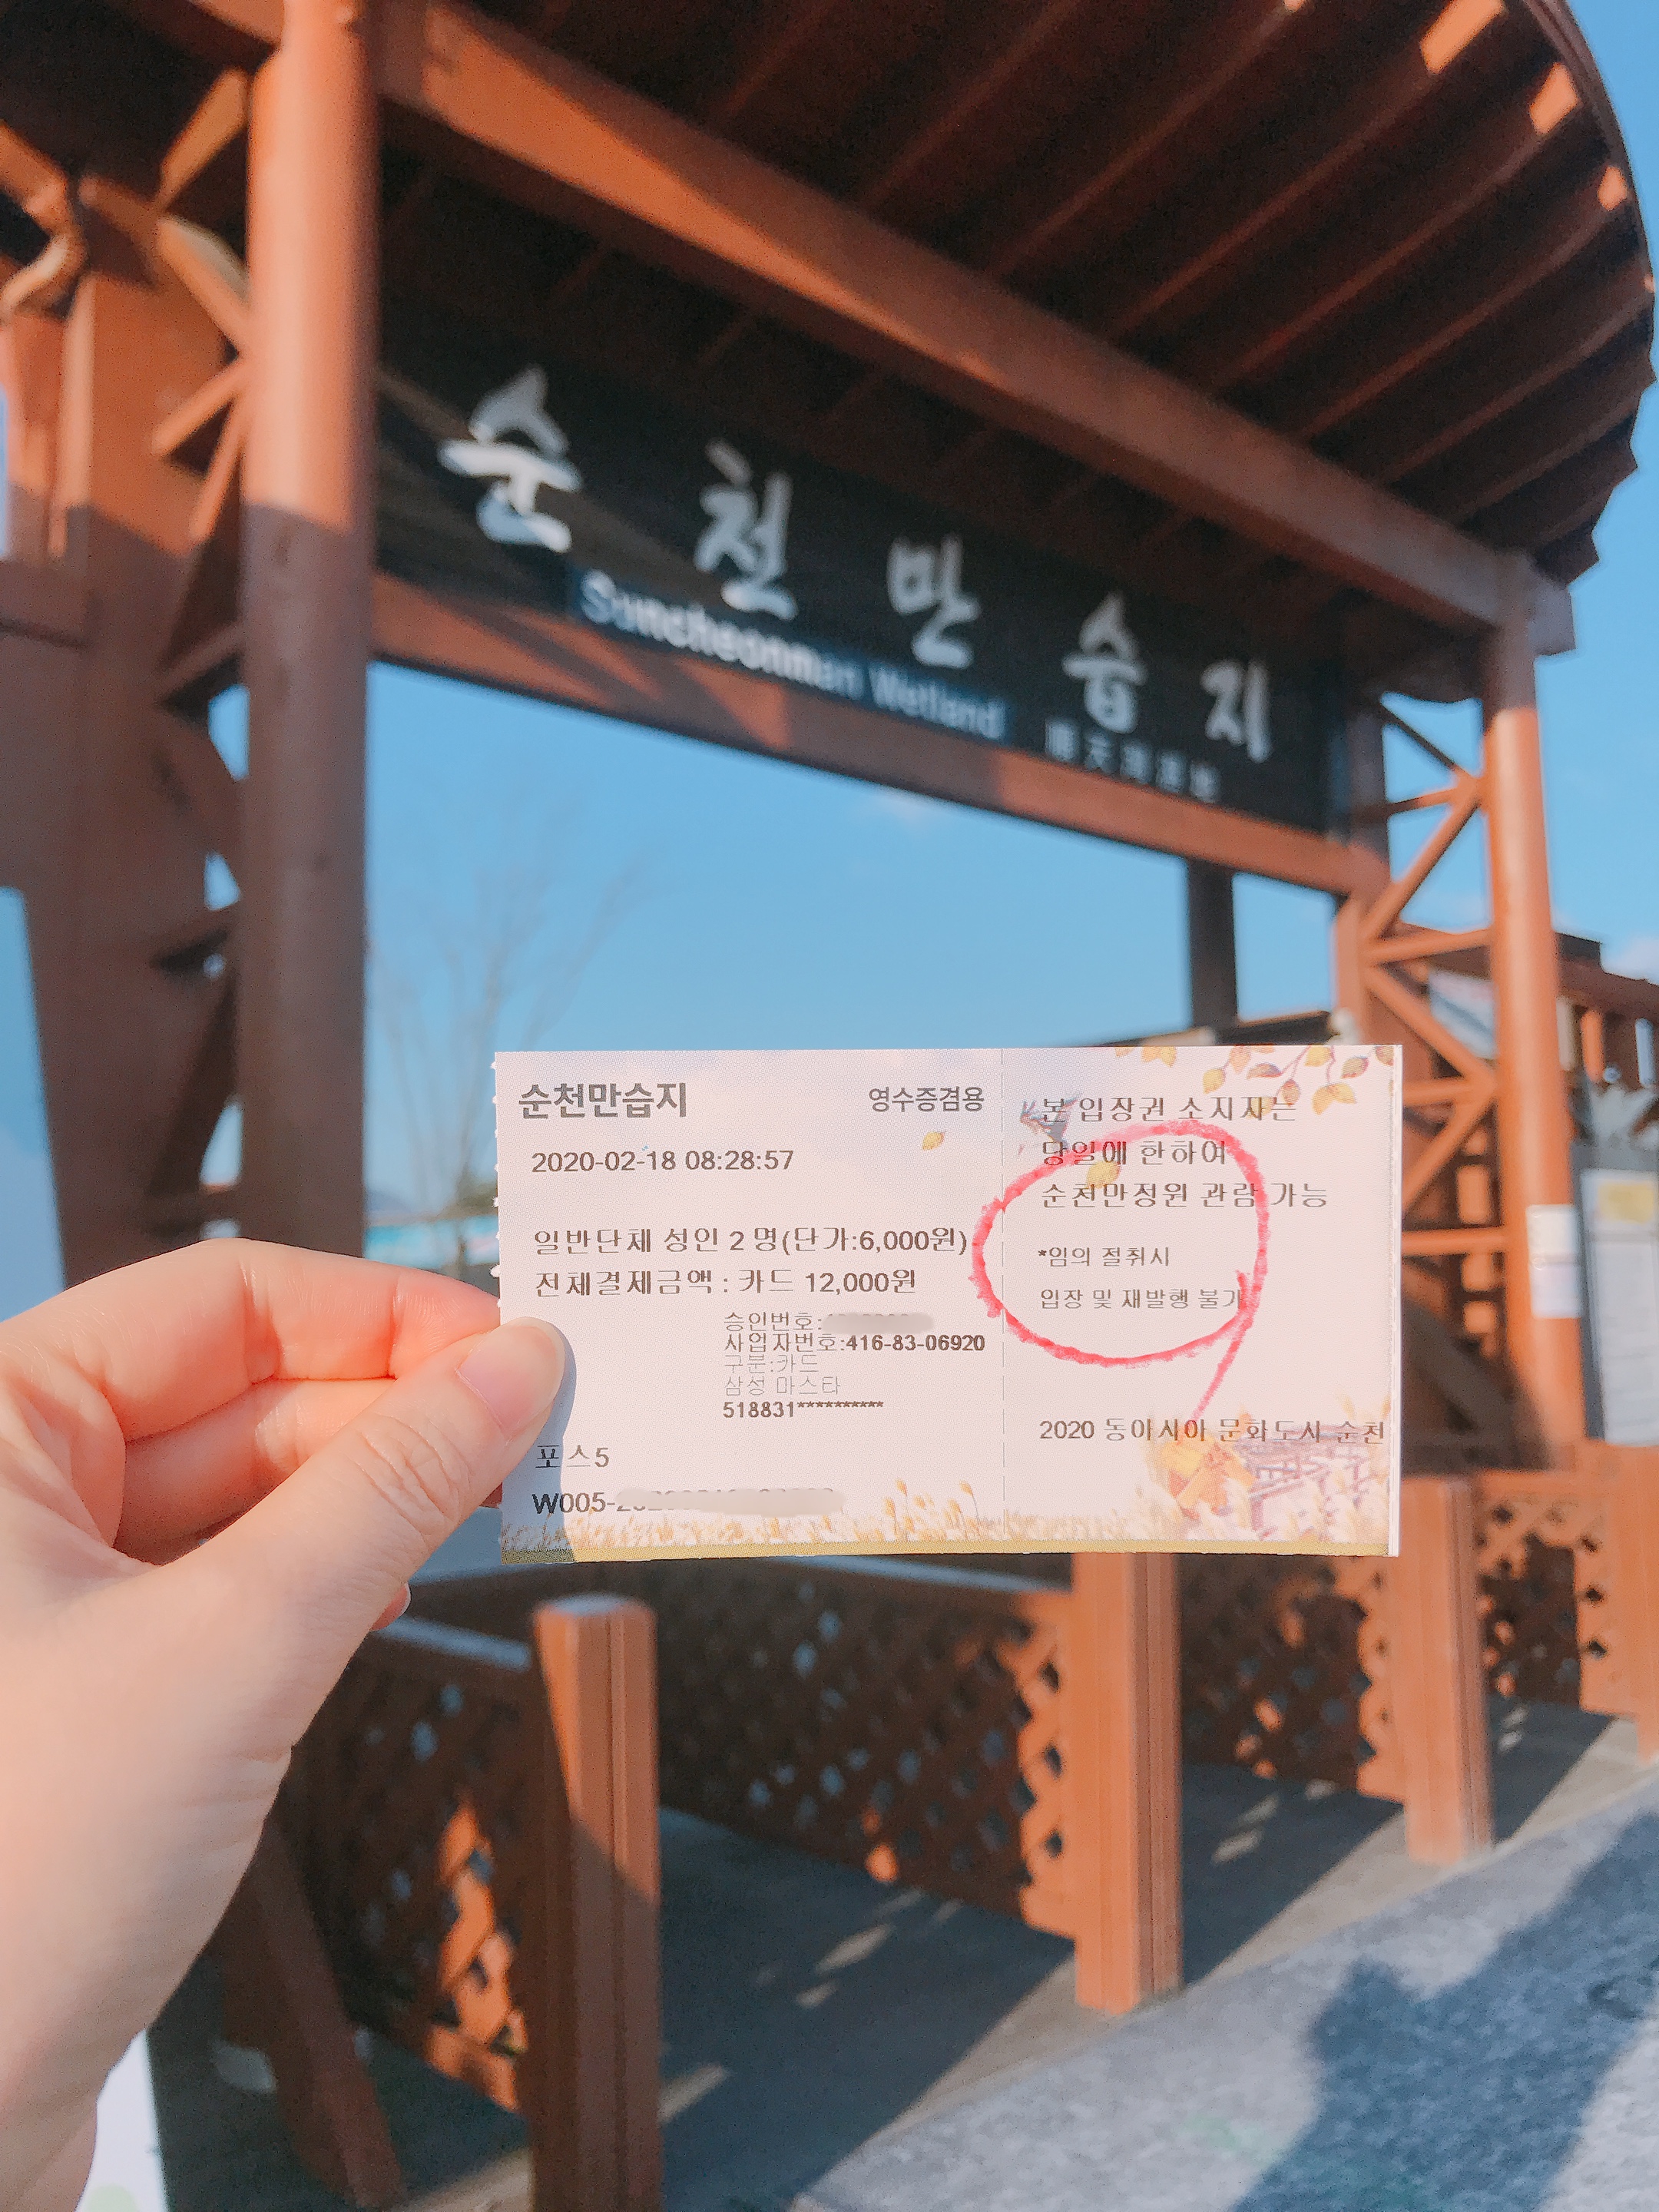 순천만습지
Suncheonman Wetland
順天灣濕地
순천만습지 영수증겸용
2020-02-18 08:28:57
일반단체 성인 2 명(단가:6,000원)
전체결제금액 : 카드 12,000원
승인번호:
사업자번호:416-83-06920
구분:카드
삼성 마스타
518831**********
포스5
W005-
본 입장권 소지자는
당일에 한하여
순천만정원 관람 가능
*임의 절취시
입장 및 재발행 불가
2020 동아시아 문화도시 순천